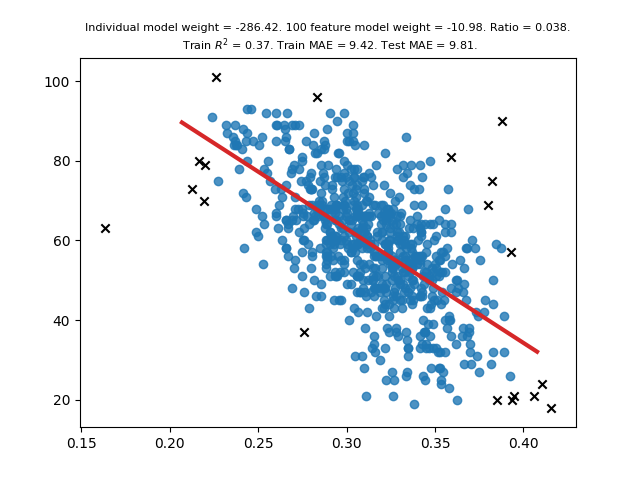 Individual model weight = -286.42. 100 feature model weight = -10.98. Ratio = 0.038.
Train R² = 0.37. Train MAE = 9.42. Test MAE = 9.81.
100
80
60
40
20
0.15 0.20 0.25 0.30 0.35 0.40